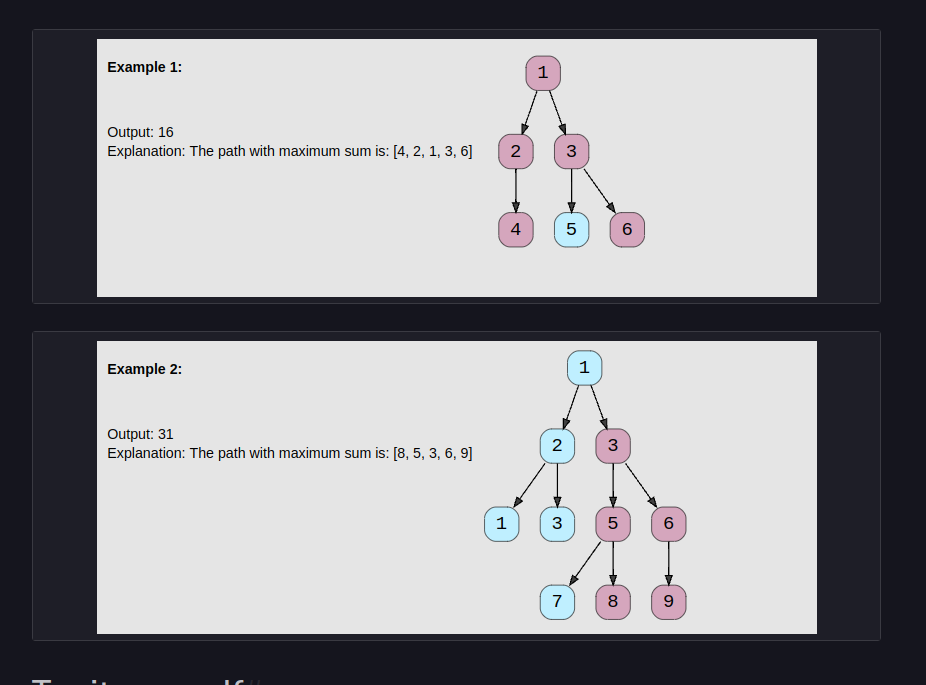 Example 1:
1
Output: 16
Explanation: The path with maximum sum is: [4, 2, 1, 3, 6]
2 3
4 5 6
Example 2:
1
Output: 31
Explanation: The path with maximum sum is: [8, 5, 3, 6, 9]
2 3
1 3 5 6
7 8 9